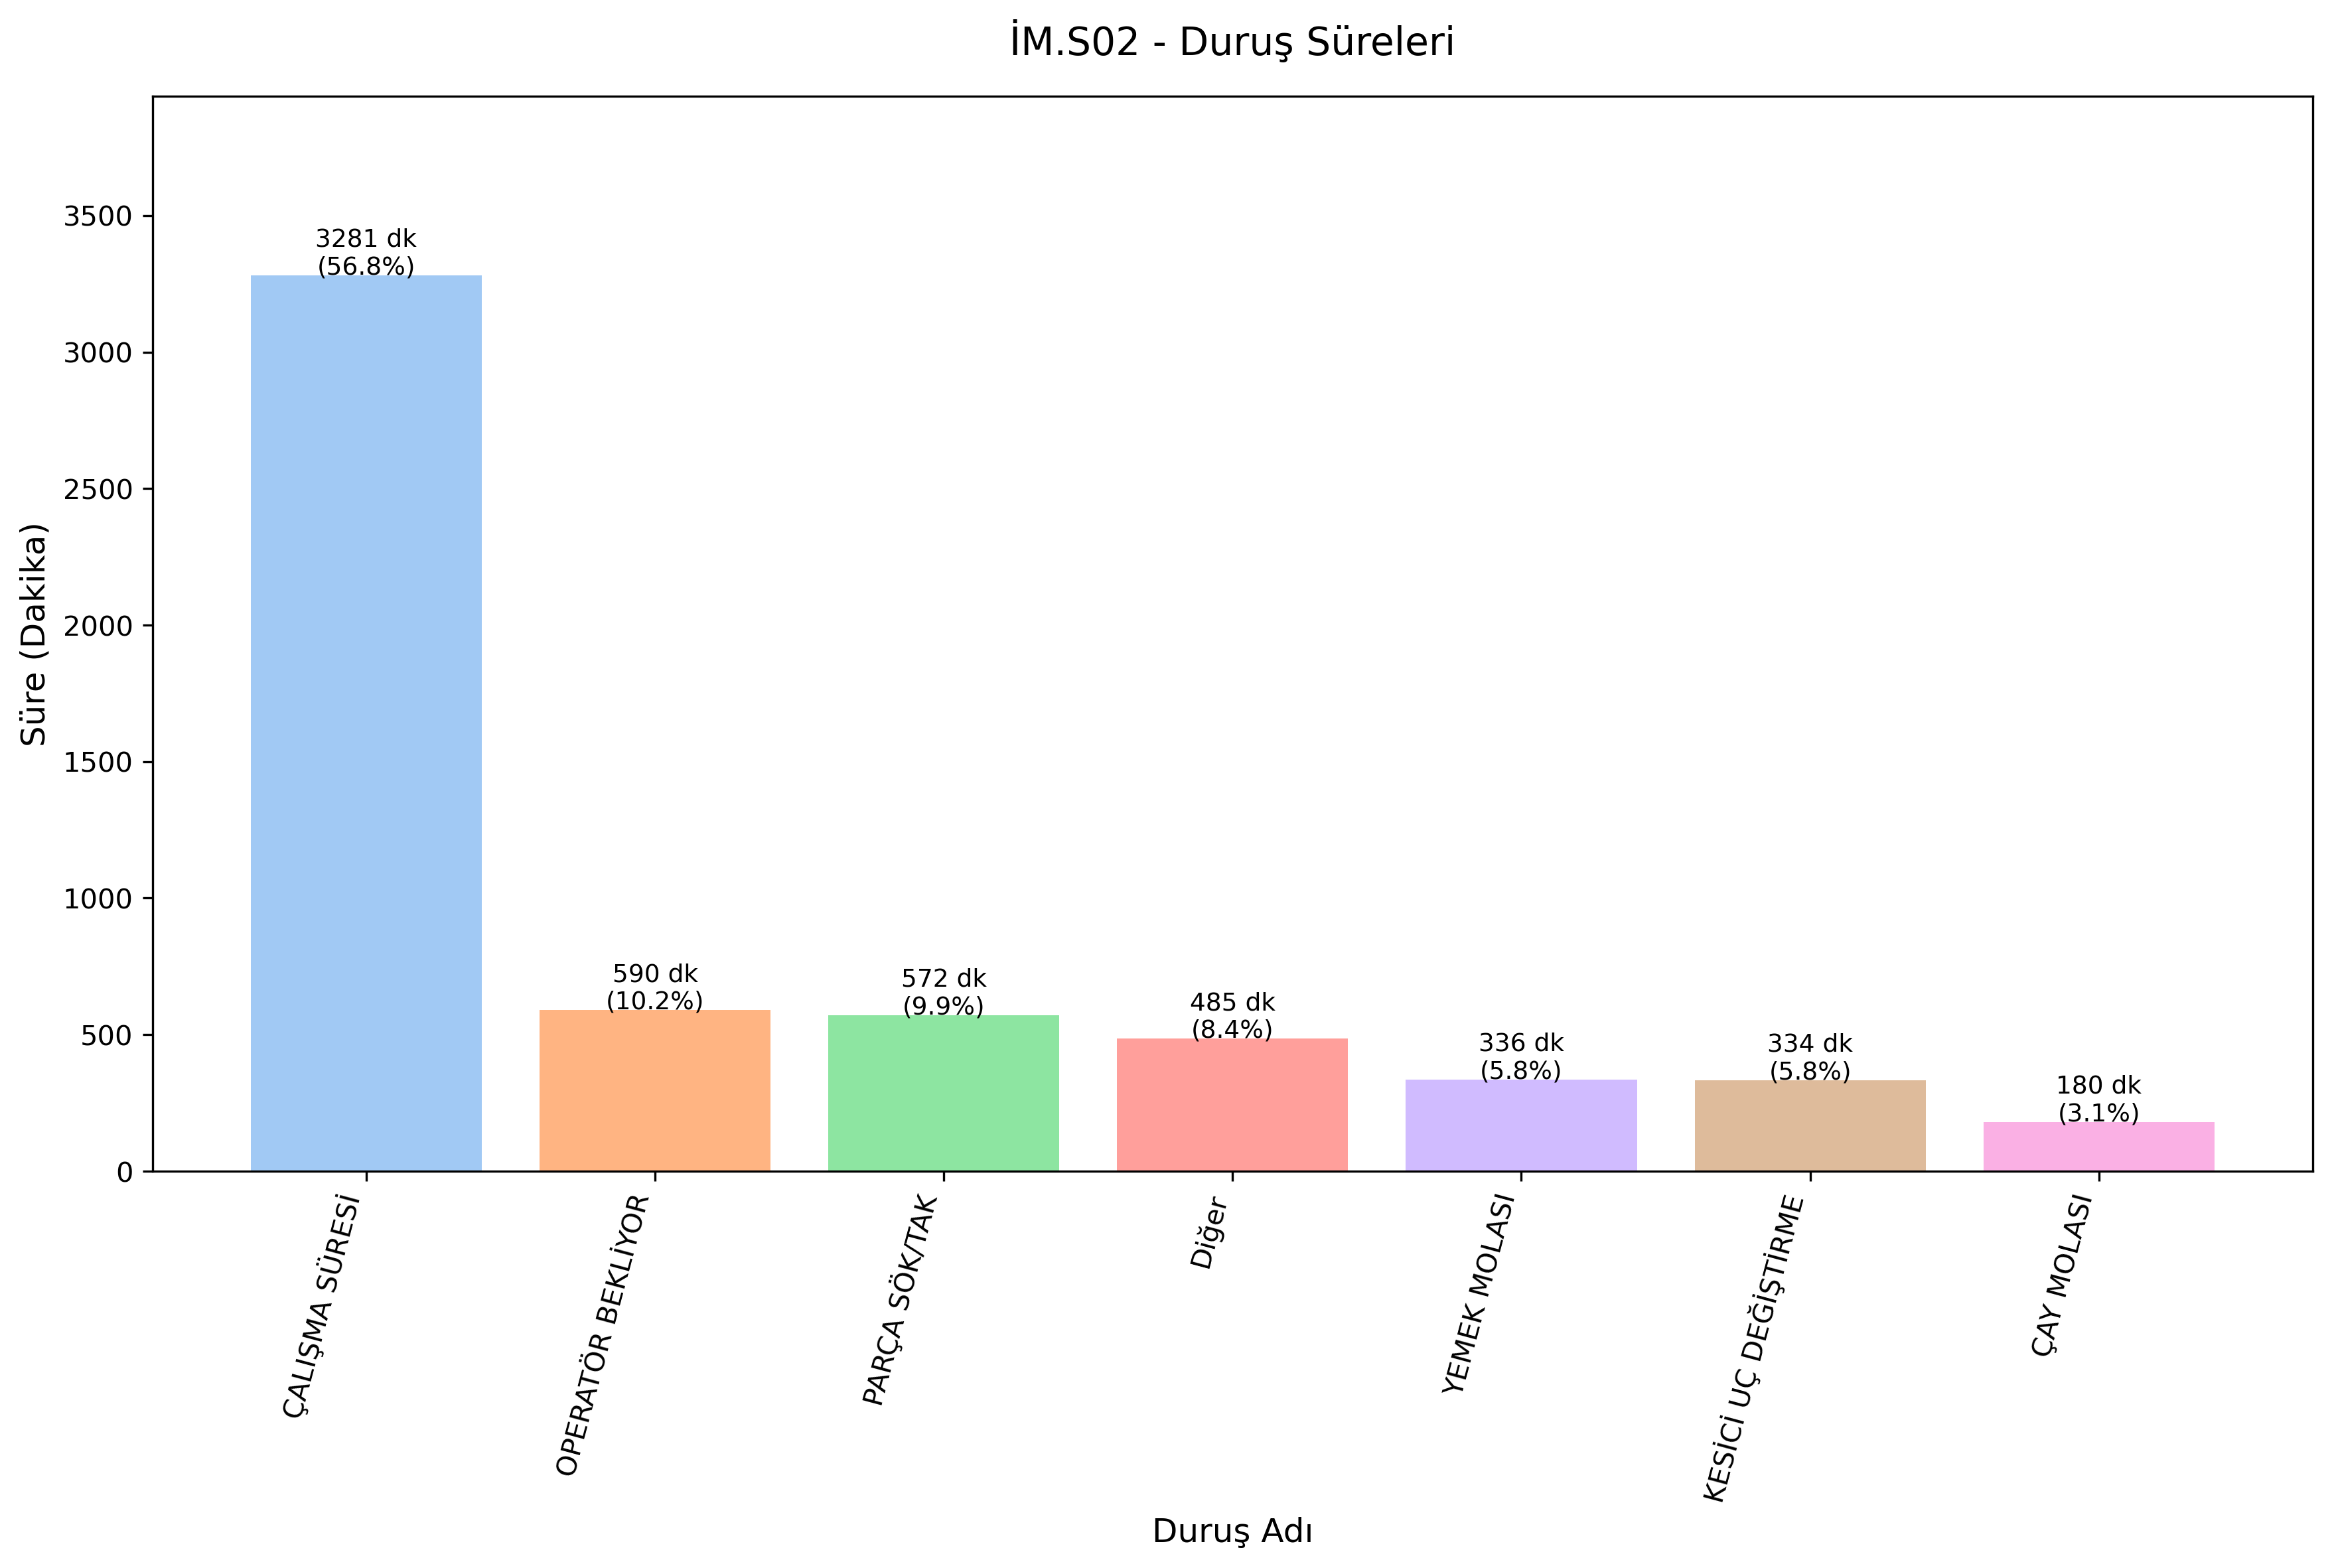 İM.S02 - Duruş Süreleri
Süre (Dakika)
3500
3000
2500
2000
1500
1000
500
0
3281 dk
(56.8%)
590 dk
(10.2%)
572 dk
(9.9%)
485 dk
(8.4%)
336 dk
(5.8%)
334 dk
(5.8%)
180 dk
(3.1%)
ÇALIŞMA SÜRESİ
OPERATÖR BEKLİYOR
PARÇA SÖK/TAK
Diğer
YEMEK MOLASI
KESİCİ UÇ DEĞİŞTİRME
ÇAY MOLASI
Duruş Adı